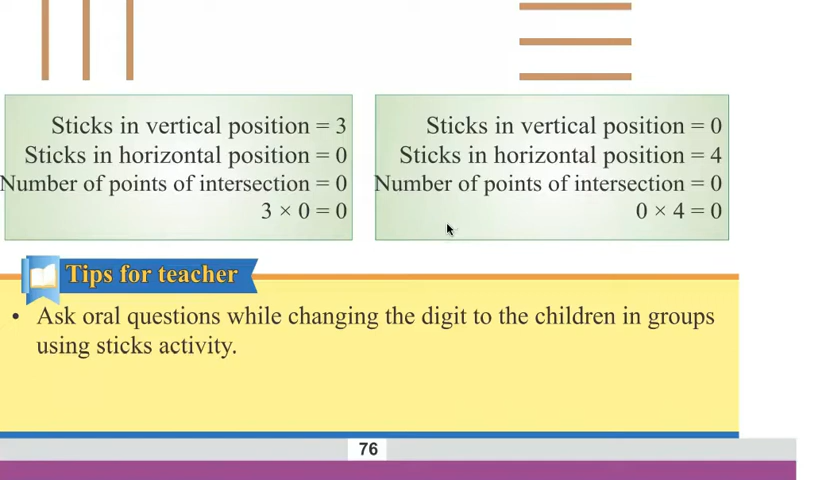 Sticks in vertical position = 3
Sticks in horizontal position = 0
Number of points of intersection = 0
3 × 0 = 0
Sticks in vertical position = 0
Sticks in horizontal position = 4
Number of points of intersection = 0
0 × 4 = 0
Tips for teacher
• Ask oral questions while changing the digit to the children in groups
using sticks activity.
76